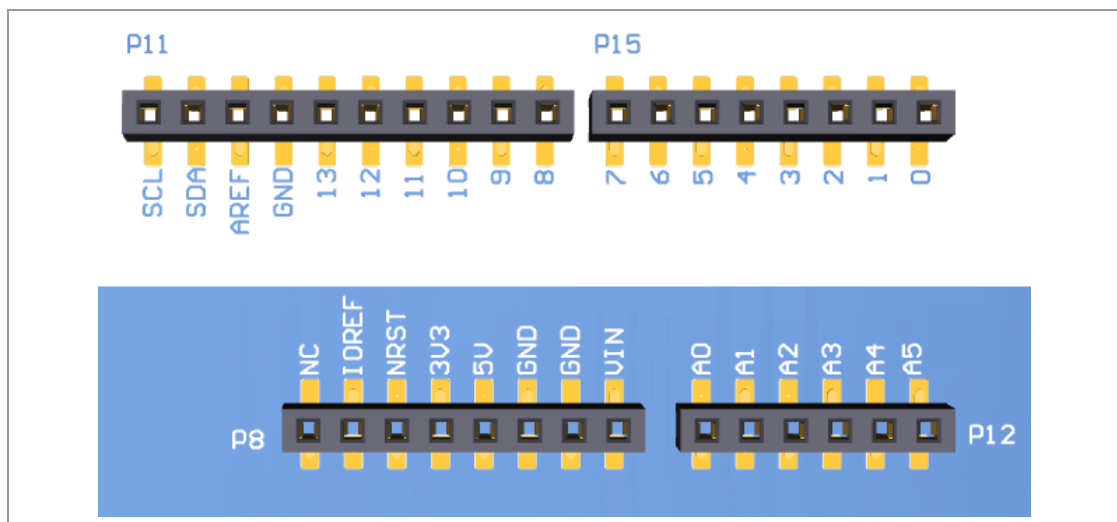 P11 P15
SCL SDA AREF GND 13 12 11 10 9 8 7 6 5 4 3 2 1 0
NC IOREF NRST 3V3 5V GND GND VIN A0 A1 A2 A3 A4 A5
P8 P12